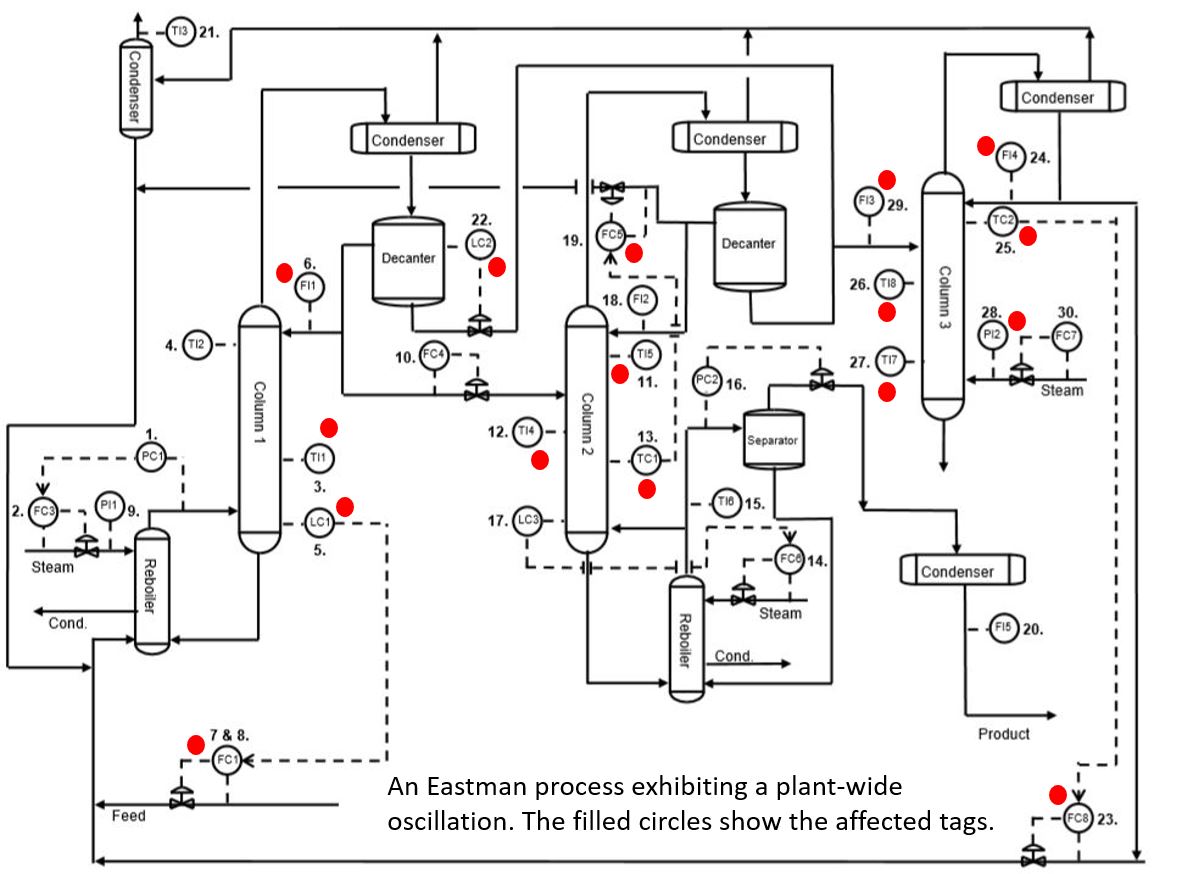 TI3 21.
Condenser
Condenser
Condenser
Condenser
FI4 24.
FI3
29.
22.
LC2
19. FC5
Decanter
Decanter
TC2
25.
6.
FI1
18. FI2
26. TI8
Column 3
28.
PI2
30.
FC7
4. TI2
10. FC4
TI5
11.
27. TI7
PC2 16.
Steam
Column 1
Column 2
12. TI4
13.
TC1
Separator
1.
PC1
TI1
3.
2. FC3
PI1 9.
LC1
5.
17. LC3
TI6 15.
FC6 14.
Steam
Reboiler
Cond.
Steam
Reboiler
Cond.
Condenser
FI5 20.
Product
7 & 8.
FC1
Feed
An Eastman process exhibiting a plant-wide
oscillation. The filled circles show the affected tags.
FC8 23.